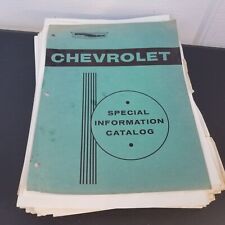 CHEVROLET
SPECIAL
INFORMATION
CATALOG